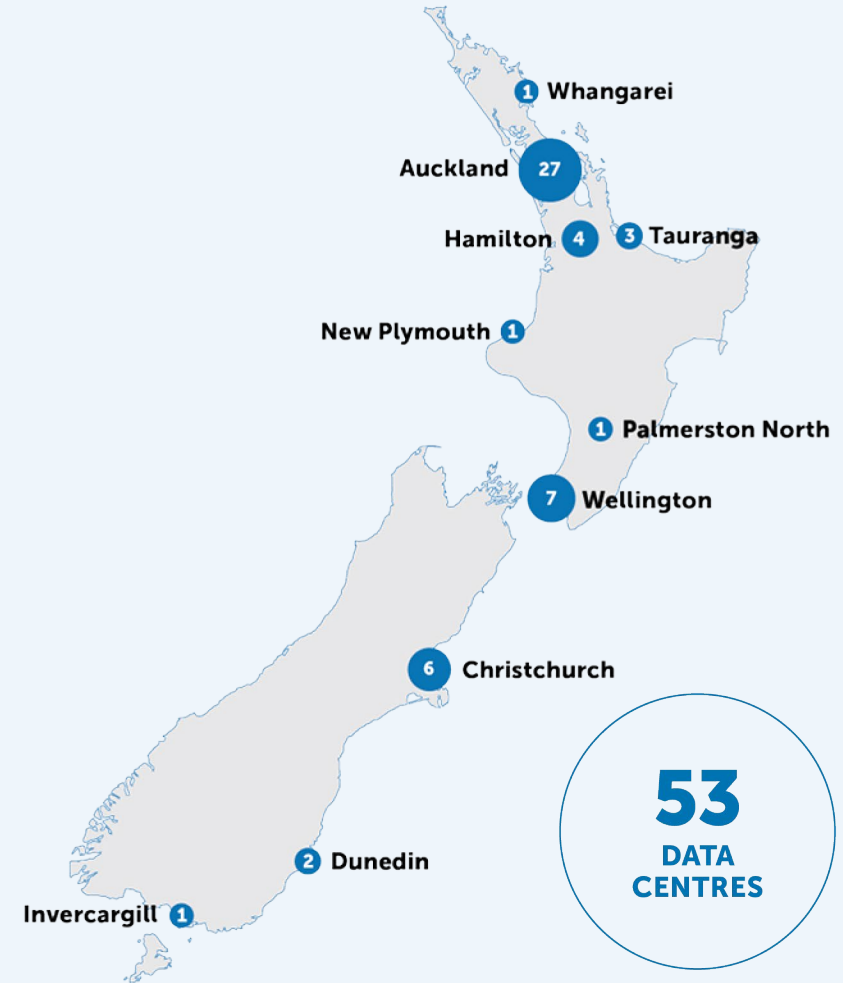 1 Whangarei
Auckland 27
Hamilton 4
3 Tauranga
New Plymouth 1
1 Palmerston North
7 Wellington
6 Christchurch
53
DATA
CENTRES
2 Dunedin
Invercargill 1